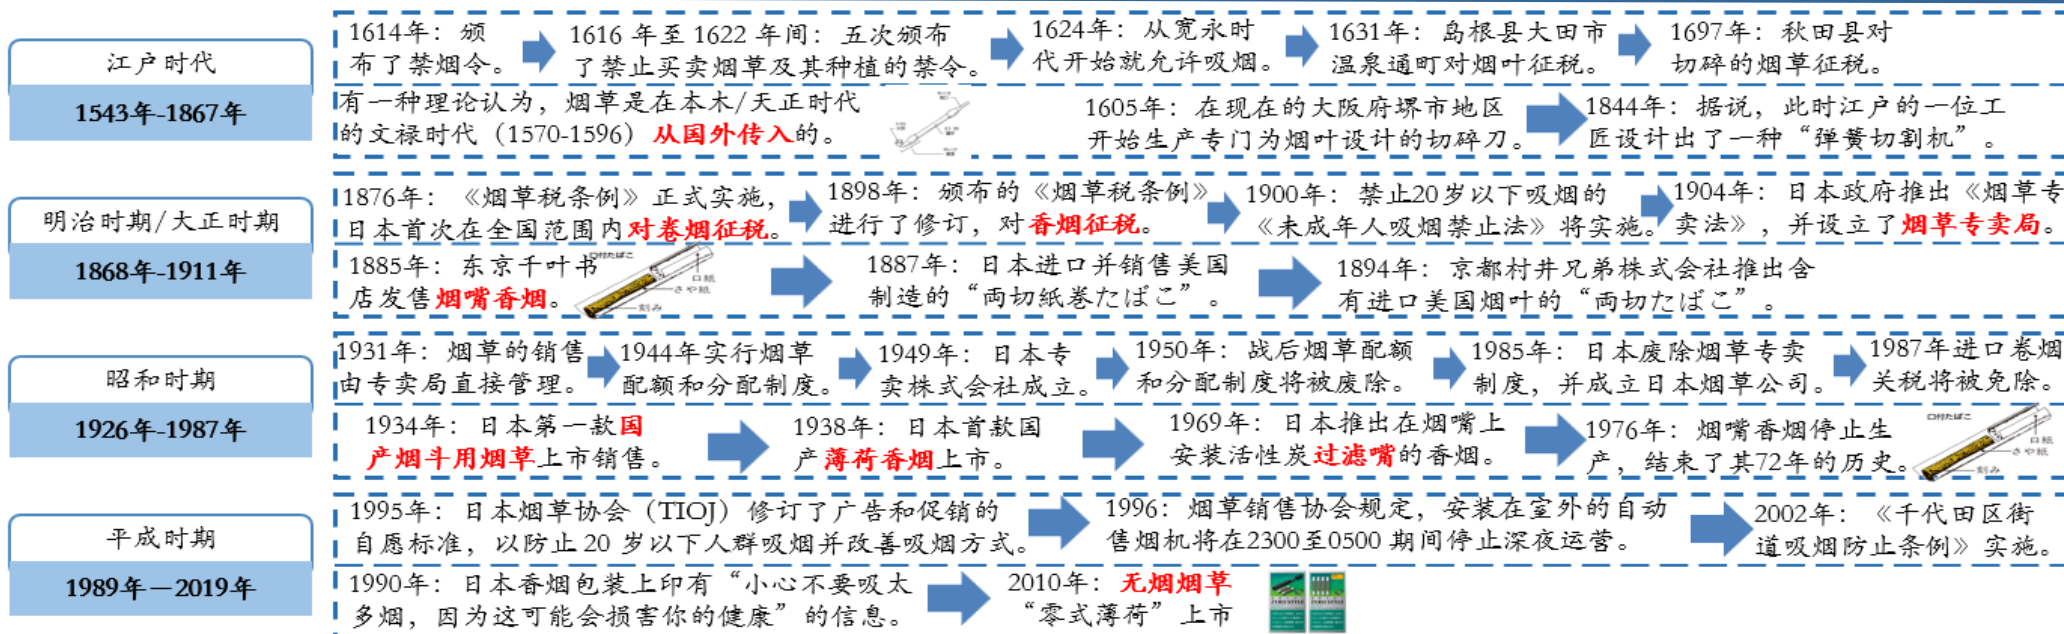 江户时代
1543年-1867年
1614年：颁
布了禁烟令。
1616 年至 1622 年间：五次颁布
了禁止买卖烟草及其种植的禁令。
1624年：从宽永时
代开始就允许吸烟。
1631年：岛根县大田市
温泉通町对烟叶征税。
1697年：秋田县对
切碎的烟草征税。
有一种理论认为，烟草是在本木/天正时代
的文禄时代（1570-1596）从国外传入的。
1605年：在现在的大阪府堺市地区
开始生产专门为烟叶设计的切碎刀。
1844年：据说，此时江户的一位工
匠设计出了一种“弹簧切割机”。
明治时期/大正时期
1868年-1911年
1876年：《烟草税条例》正式实施，
日本首次在全国范围内对卷烟征税。
1898年：颁布的《烟草税条例》
进行了修订，对香烟征税。
1900年：禁止20岁以下吸烟的
《未成年人吸烟禁止法》将实施。
1904年：日本政府推出《烟草专
卖法》，并设立了烟草专卖局。
1885年：东京千叶书
店发售烟嘴香烟。
口付たばこ
口紙
さや紙
刻み
1887年：日本进口并销售美国
制造的“両切紙巻たばこ”。
1894年：京都村井兄弟株式会社推出含
有进口美国烟叶的“両切たばこ”。
昭和时期
1926年-1987年
1931年：烟草的销售
由专卖局直接管理。
1944年实行烟草
配额和分配制度。
1949年：日本专
卖株式会社成立。
1950年：战后烟草配额
和分配制度将被废除。
1985年：日本废除烟草专卖
制度，并成立日本烟草公司。
1987年进口卷烟
关税将被免除。
1934年：日本第一款国
产烟斗用烟草上市销售。
1938年：日本首款国
产薄荷香烟上市。
1969年：日本推出在烟嘴上
安装活性炭过滤嘴的香烟。
1976年：烟嘴香烟停止生
产，结束了其72年的历史。
口付たばこ
口紙
さや紙
刻み
平成时期
1989年－2019年
1995年：日本烟草协会（TIOJ）修订了广告和促销的
自愿标准，以防止 20 岁以下人群吸烟并改善吸烟方式。
1996：烟草销售协会规定，安装在室外的自动
售烟机将在2300至0500 期间停止深夜运营。
2002年：《千代田区街
道吸烟防止条例》实施。
1990年：日本香烟包装上印有“小心不要吸太
多烟，因为这可能会损害你的健康”的信息。
2010年：无烟烟草
“零式薄荷”上市